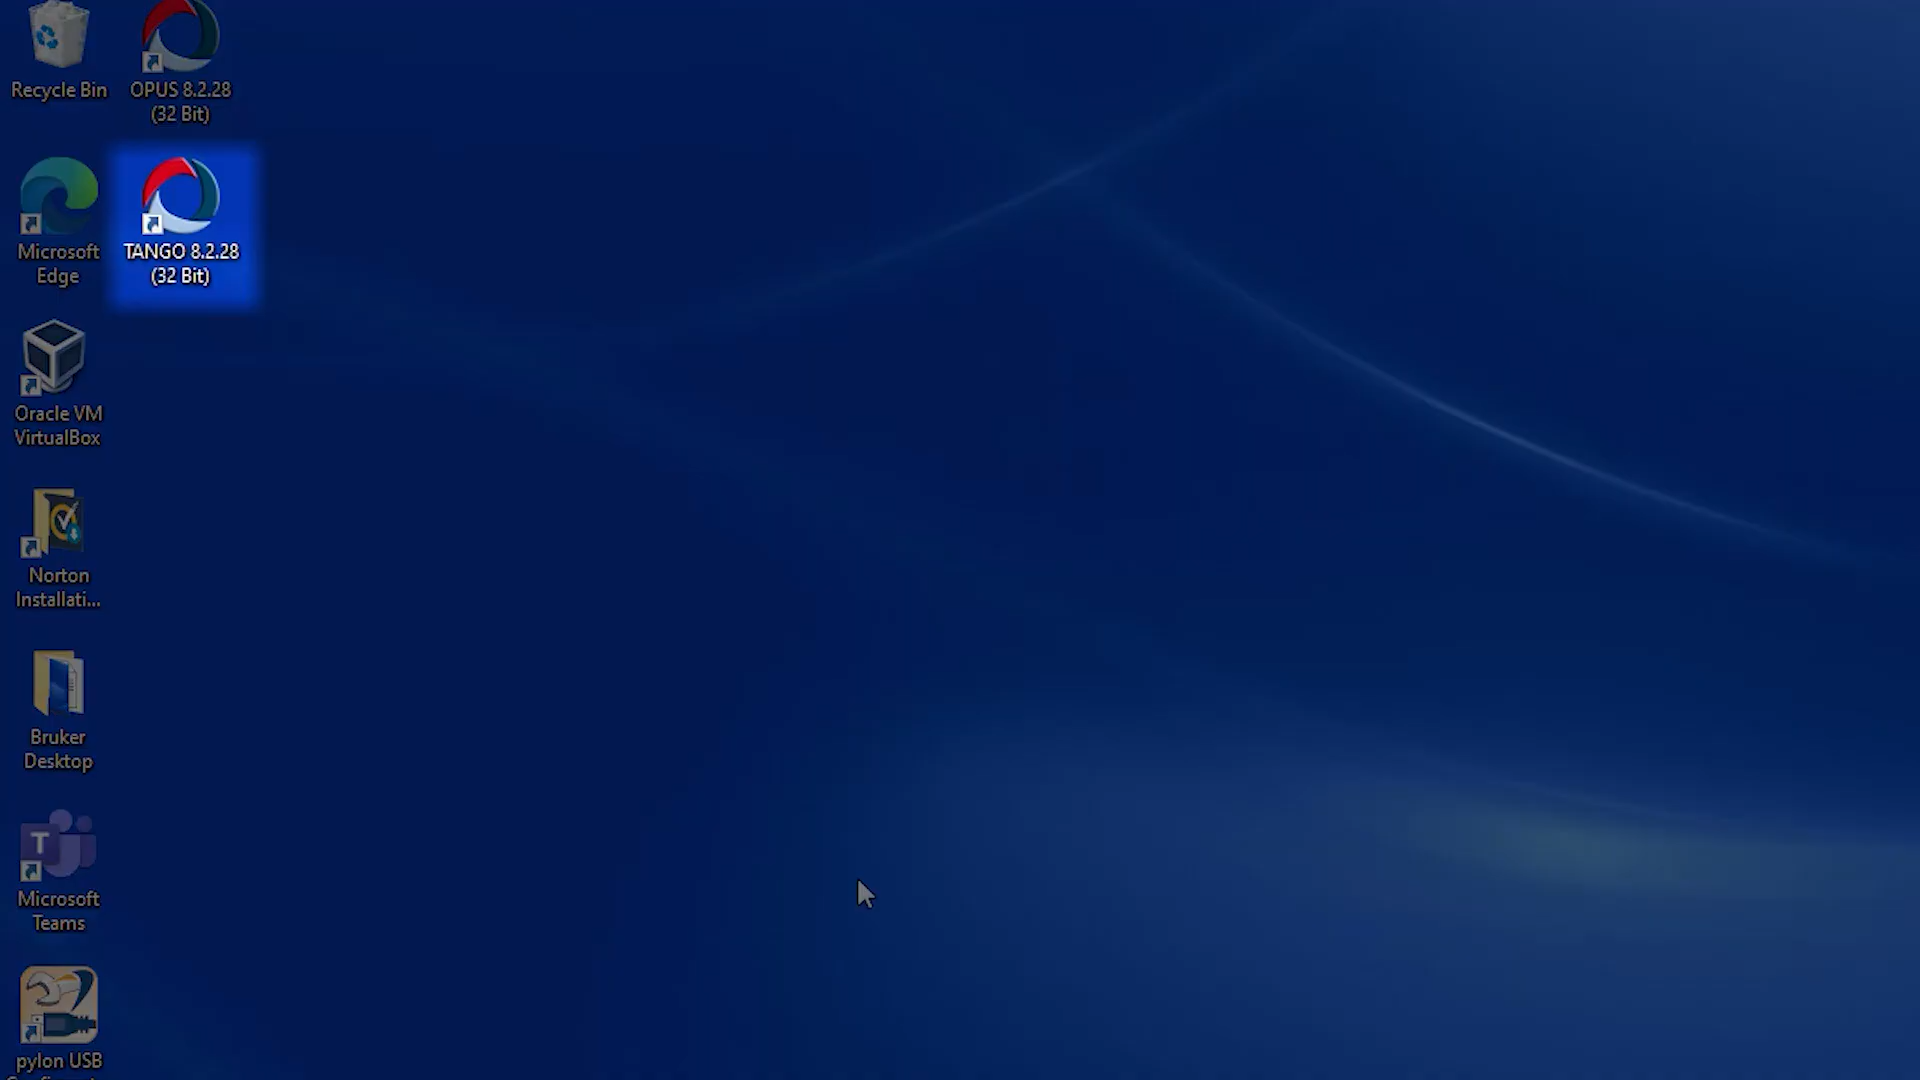 Recycle Bin
OPUS 8.2.28
(32 Bit)
Microsoft
Edge
TANGO 8.2.28
(32 Bit)
Oracle VM
VirtualBox
Norton
Installati...
Bruker
Desktop
T
Microsoft
Teams
pylon USB